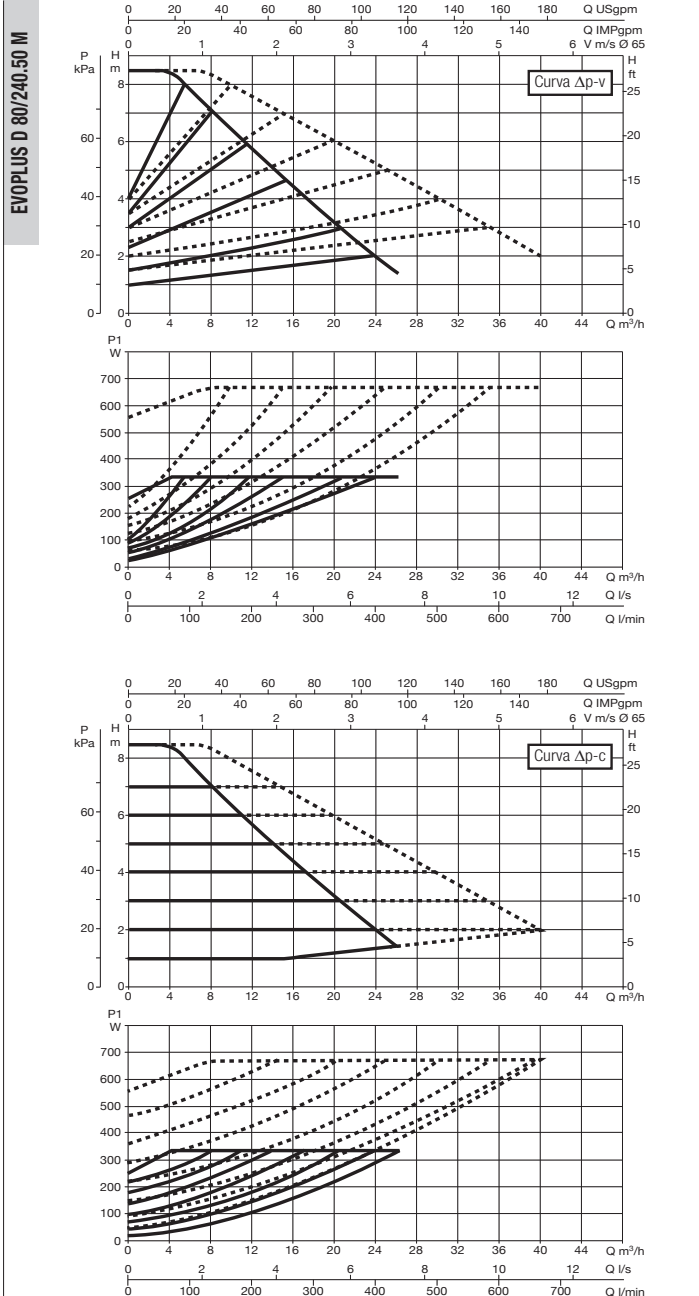 EVOPLUS D 80/240.50 M
0 20 40 60 80 100 120 140 160 180 Q USgpm
0 20 40 60 80 100 120 140 Q IMPgpm
0 1 2 3 4 5 6 V m/s Ø 65
P kPa
H m
H ft
Curva Δp-v
8
6
4
2
0
60
40
20
0
25
20
15
10
5
0
0 4 8 12 16 20 24 28 32 36 40 44 Q m³/h
P1
W
700
600
500
400
300
200
100
0
0 4 8 12 16 20 24 28 32 36 40 44 Q m³/h
0 2 4 6 8 10 12 Q l/s
0 100 200 300 400 500 600 700 Q l/min
0 20 40 60 80 100 120 140 160 180 Q USgpm
0 20 40 60 80 100 120 140 Q IMPgpm
0 1 2 3 4 5 6 V m/s Ø 65
P kPa
H m
H ft
Curva Δp-c
8
6
4
2
0
60
40
20
0
25
20
15
10
5
0
0 4 8 12 16 20 24 28 32 36 40 44 Q m³/h
P1
W
700
600
500
400
300
200
100
0
0 4 8 12 16 20 24 28 32 36 40 44 Q m³/h
0 2 4 6 8 10 12 Q l/s
0 100 200 300 400 500 600 700 Q l/min